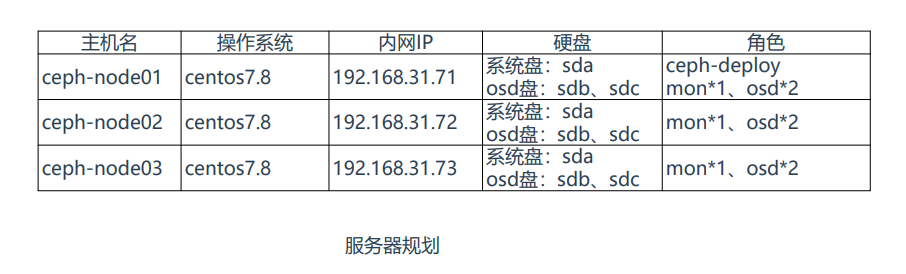 主机名 操作系统 内网IP 硬盘 角色
ceph-node01 centos7.8 192.168.31.71 系统盘：sda osd盘：sdb、sdc ceph-deploy mon*1、osd*2
ceph-node02 centos7.8 192.168.31.72 系统盘：sda osd盘：sdb、sdc mon*1、osd*2
ceph-node03 centos7.8 192.168.31.73 系统盘：sda osd盘：sdb、sdc mon*1、osd*2
服务器规划